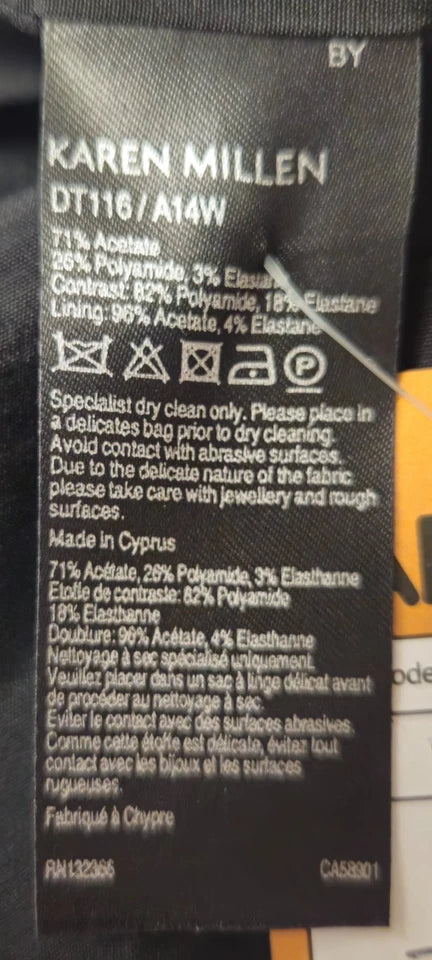 BY
KAREN MILLEN
DT116 / A14W
71% Acetate
26% Polyamide, 3% Elastane
Contrast: 82% Polyamide, 18% Elastane
Lining: 96% Acetate, 4% Elastane
P
Specialist dry clean only. Please place in
a delicates bag prior to dry cleaning.
Avoid contact with abrasive surfaces.
Due to the delicate nature of the fabric
please take care with jewellery and rough
surfaces.
Made in Cyprus
71% Acétate, 26% Polyamide, 3% Elasthanne
Etoile de contraste: 82% Polyamide
18% Elasthanne
Doublure: 96% Acétate, 4% Elasthanne
Nettoyage à sec spécialisé uniquement.
Veuillez placer dans un sac à linge délicat avant
de procéder au nettoyage à sec.
Éviter le contact avec des surfaces abrasives.
Comme cette étoffe est délicate, évitez tout
contact avec les bijoux et les surfaces
rugueuses.
Fabriqué à Chypre
RN132366 CA58901